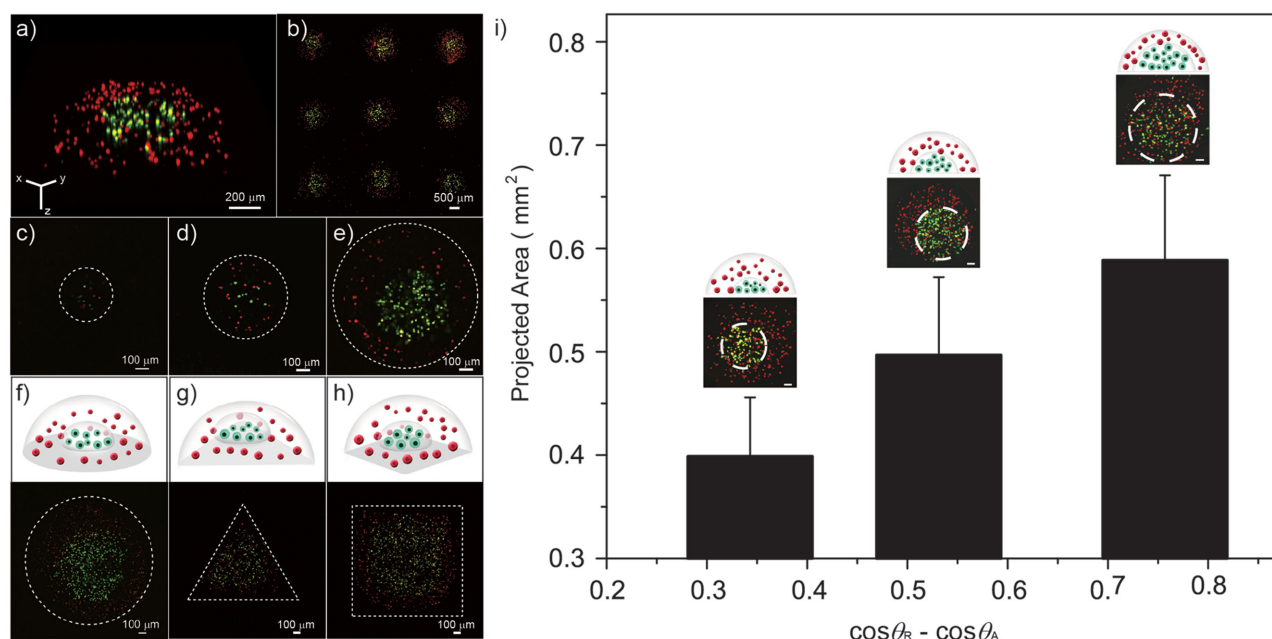 a)
x y
z
200 μm
b)
500 μm
c)
100 μm
d)
100 μm
e)
100 μm
f)
100 μm
g)
100 μm
h)
100 μm
i)
Projected Area ( mm²)
0.8
0.7
0.6
0.5
0.4
0.3
0.2 0.3 0.4 0.5 0.6 0.7 0.8
cosθR - cosθA